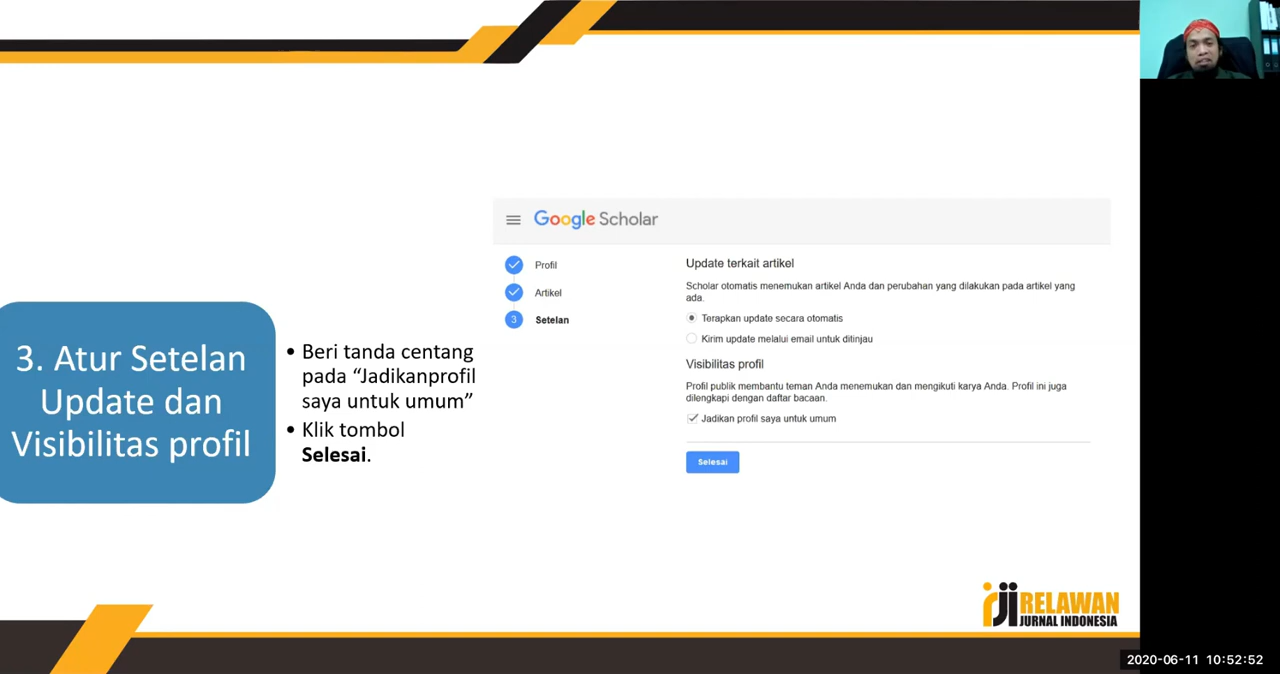 3. Atur Setelan
Update dan
Visibilitas profil
• Beri tanda centang
pada “Jadikanprofil
saya untuk umum”
• Klik tombol
Selesai.
Google Scholar
Profil
Artikel
3 Setelan
Update terkait artikel
Scholar otomatis menemukan artikel Anda dan perubahan yang dilakukan pada artikel yang
ada.
Terapkan update secara otomatis
Kirim update melalui email untuk ditinjau
Visibilitas profil
Profil publik membantu teman Anda menemukan dan mengikuti karya Anda. Profil ini juga
dilengkapi dengan daftar bacaan.
Jadikan profil saya untuk umum
Selesai
rji RELAWAN
JURNAL INDONESIA
2020-06-11 10:52:52